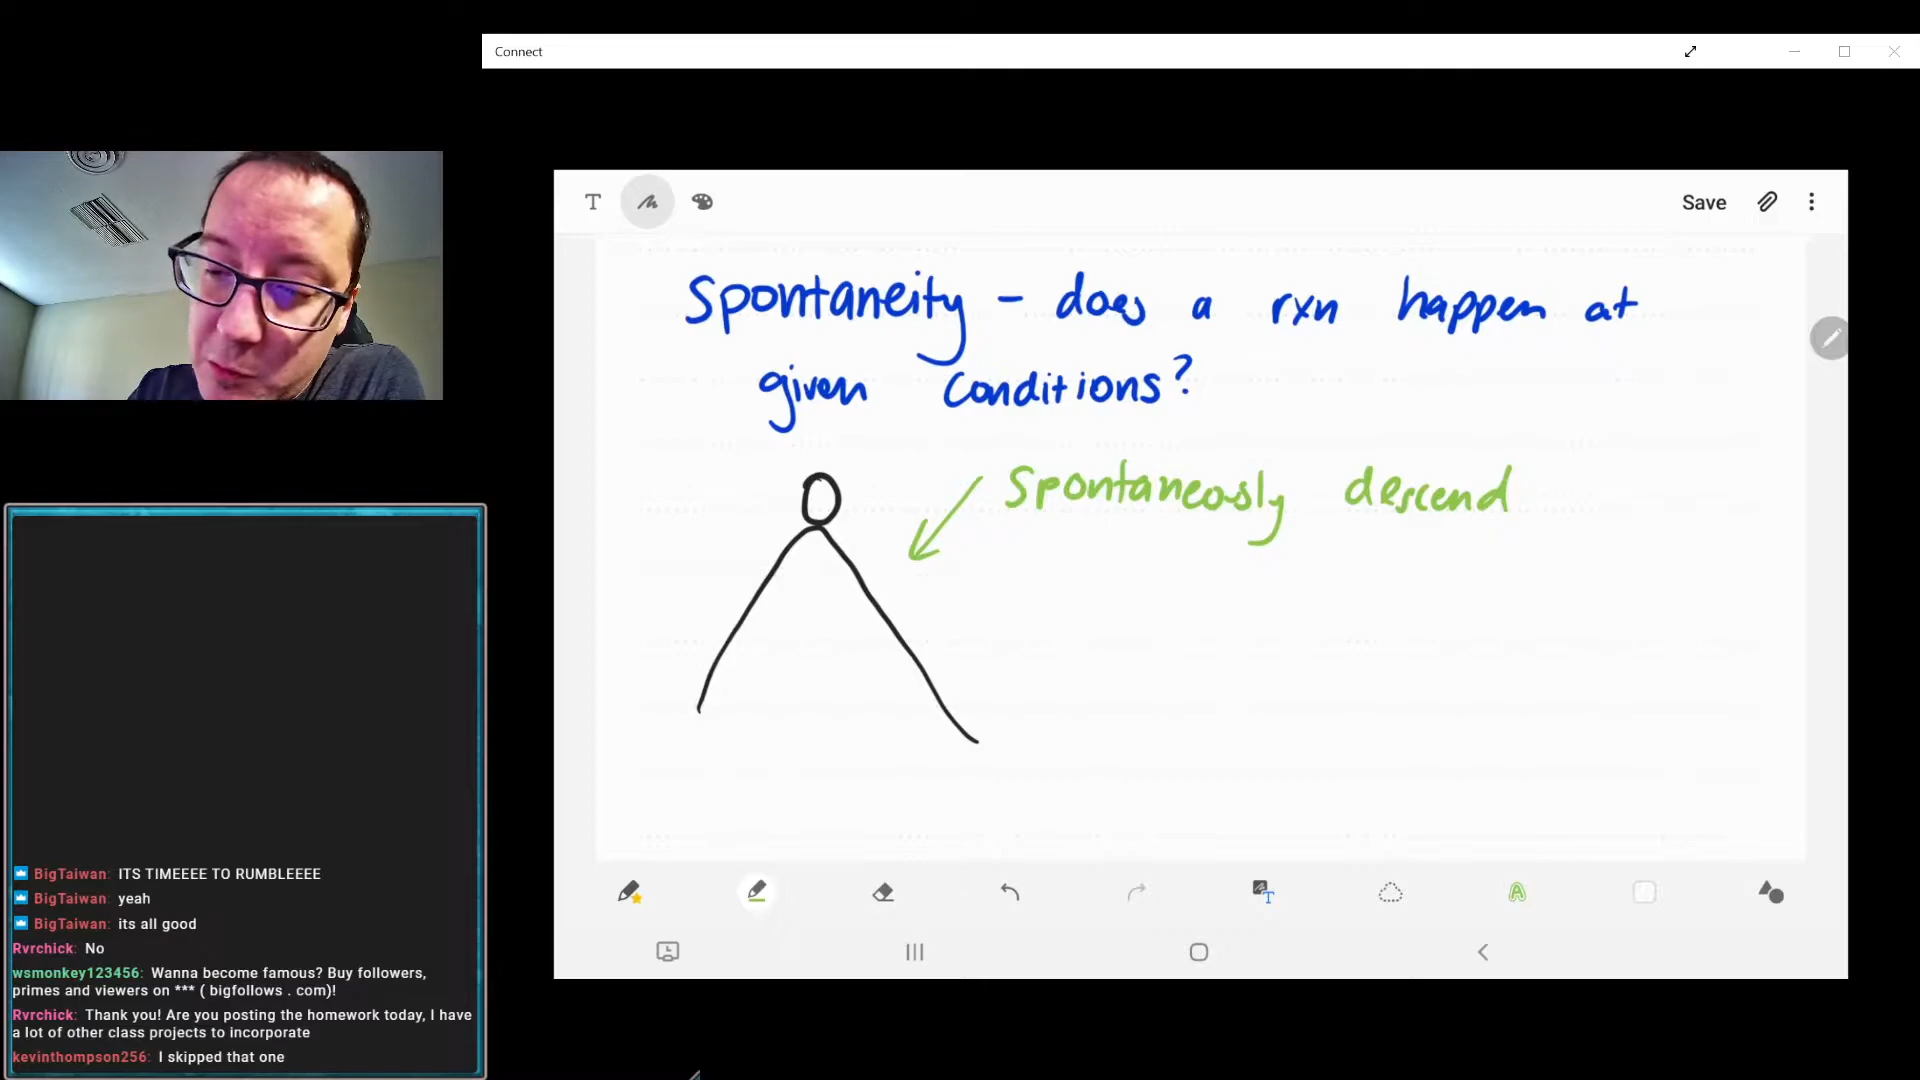 Connect
Save
Spontaneity - does a rxn happen at
given conditions?
Spontaneously descend
BigTaiwan: ITS TIMEEEE TO RUMBLEEEE
BigTaiwan: yeah
BigTaiwan: its all good
Rvrchick: No
wsmonkey123456: Wanna become famous? Buy followers,
primes and viewers on *** ( bigfollows . com)!
Rvrchick: Thank you! Are you posting the homework today, I have
a lot of other class projects to incorporate
kevinthompson256: I skipped that one